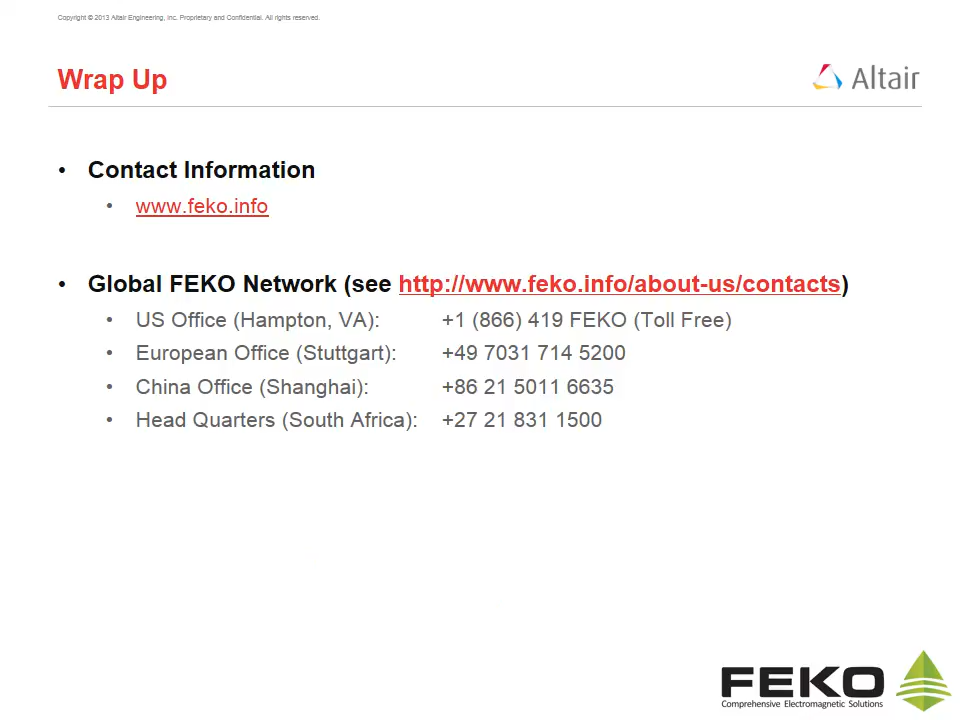 Copyright © 2013 Altair Engineering, Inc. Proprietary and Confidential. All rights reserved.
Wrap Up
Altair
• Contact Information
• www.feko.info
• Global FEKO Network (see http://www.feko.info/about-us/contacts)
• US Office (Hampton, VA): +1 (866) 419 FEKO (Toll Free)
• European Office (Stuttgart): +49 7031 714 5200
• China Office (Shanghai): +86 21 5011 6635
• Head Quarters (South Africa): +27 21 831 1500
FEKO
Comprehensive Electromagnetic Solutions